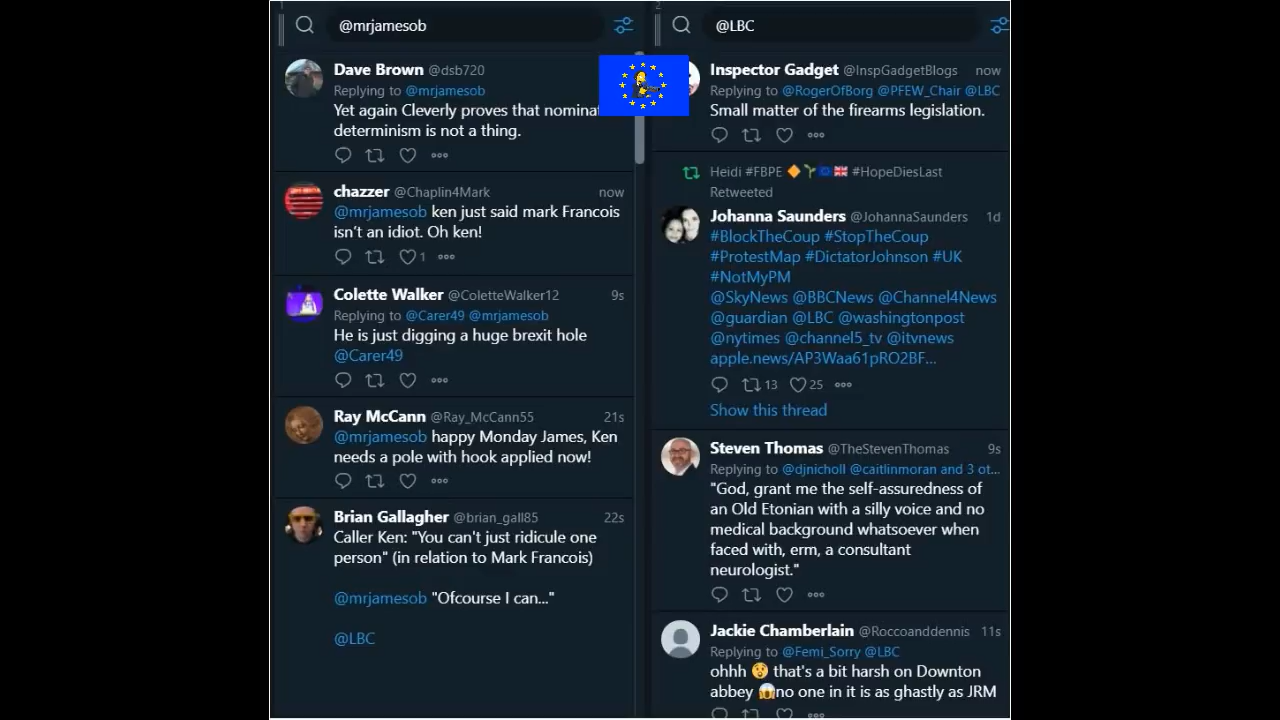 1
@mrjamesob
Dave Brown @dsb720
Replying to @mrjamesob
Yet again Cleverly proves that
determinism is not a thing.
chazzer @Chaplin4Mark now
@mrjamesob ken just said mark Francois
isn’t an idiot. Oh ken!
1
Colette Walker @ColetteWalker12 9s
Replying to @Carer49 @mrjamesob
He is just digging a huge brexit hole
@Carer49
Ray McCann @Ray_McCann55 21s
@mrjamesob happy Monday James, Ken
needs a pole with hook applied now!
Brian Gallagher @brian_gall85 22s
Caller Ken: "You can't just ridicule one
person" (in relation to Mark Francois)
@mrjamesob "Ofcourse I can..."
@LBC
2
@LBC
Inspector Gadget @InspGadgetBlogs now
Replying to @RogerOfBorg @PFEW_Chair @LBC
Small matter of the firearms legislation.
Heidi #FBPE 🔶🌱🇪🇺🇬🇧 #HopeDiesLast
Retweeted
Johanna Saunders @JohannaSaunders 1d
#BlockTheCoup #StopTheCoup
#ProtestMap #DictatorJohnson #UK
#NotMyPM
@SkyNews @BBCNews @Channel4News
@guardian @LBC @washingtonpost
@nytimes @channel5_tv @itvnews
apple.news/AP3Waa61pRO2BF...
13 25
Show this thread
Steven Thomas @TheStevenThomas 9s
Replying to @djnicholl @caitlinmoran and 3 ot...
"God, grant me the self-assuredness of
an Old Etonian with a silly voice and no
medical background whatsoever when
faced with, erm, a consultant
neurologist."
Jackie Chamberlain @Roccoanddennis 11s
Replying to @Femi_Sorry @LBC
ohhh 😲 that's a bit harsh on Downton
abbey 😱no one in it is as ghastly as JRM